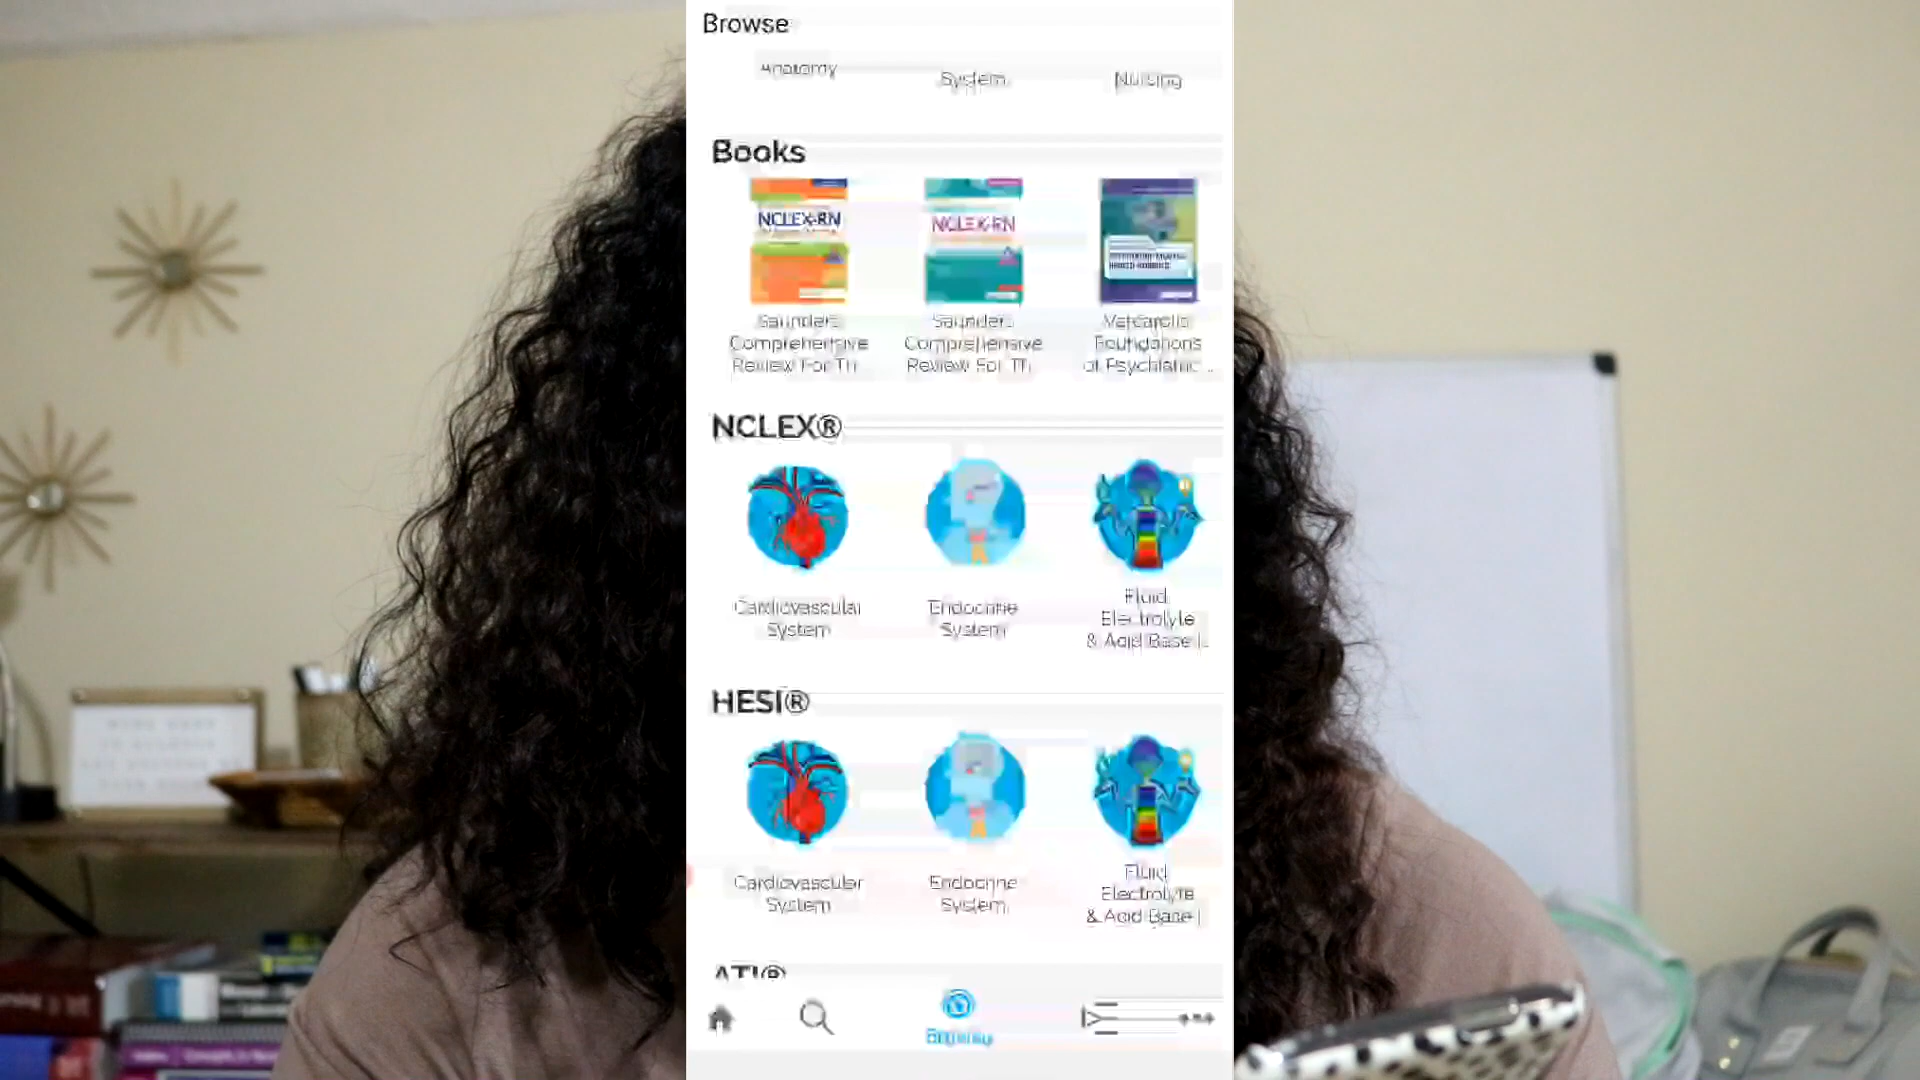 Browse
Anatomy
System
Nursing
Books
NCLEX-RN
NCLEX-RN
Saunders
Comprehensive
Review For Th...
Saunders
Comprehensive
Review For Th...
Foundations
of Psychiatric ...
NCLEX®
Cardiovascular
System
Endocrine
System
Fluid
Electrolyte
& Acid Base |...
HESI®
Cardiovascular
System
Endocrine
System
Fluid
Electrolyte
& Acid Base |...
ATI®
Browse